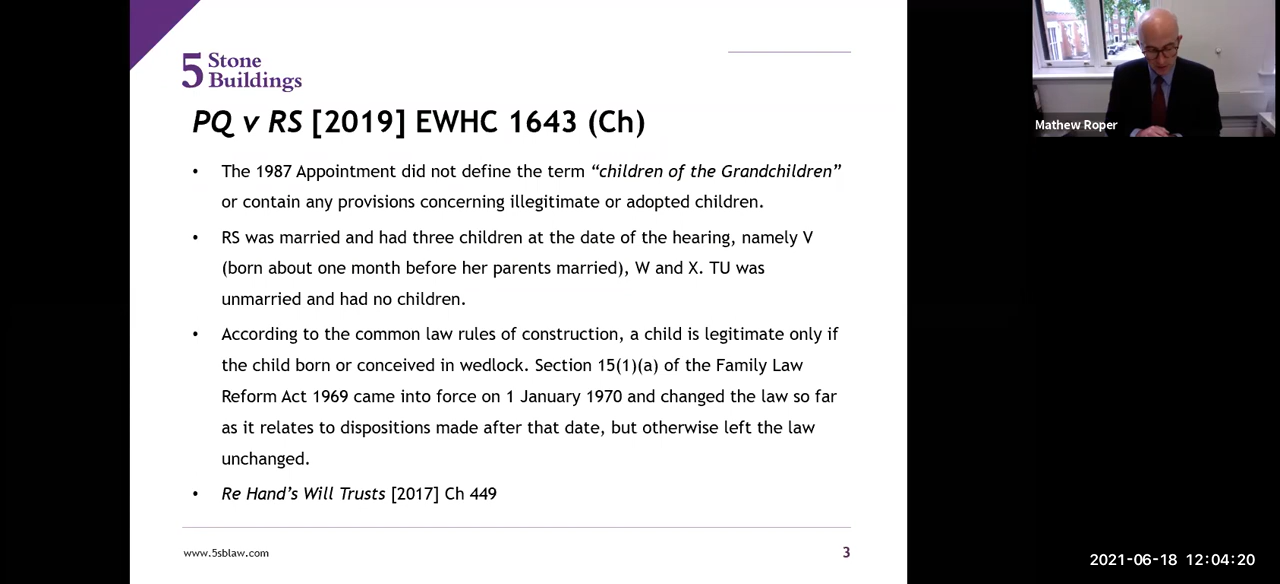 5 Stone
Buildings
PQ v RS [2019] EWHC 1643 (Ch)
• The 1987 Appointment did not define the term “children of the Grandchildren”
or contain any provisions concerning illegitimate or adopted children.
• RS was married and had three children at the date of the hearing, namely V
(born about one month before her parents married), W and X. TU was
unmarried and had no children.
• According to the common law rules of construction, a child is legitimate only if
the child born or conceived in wedlock. Section 15(1)(a) of the Family Law
Reform Act 1969 came into force on 1 January 1970 and changed the law so far
as it relates to dispositions made after that date, but otherwise left the law
unchanged.
• Re Hand’s Will Trusts [2017] Ch 449
www.5sblaw.com
3
Mathew Roper
2021-06-18 12:04:20